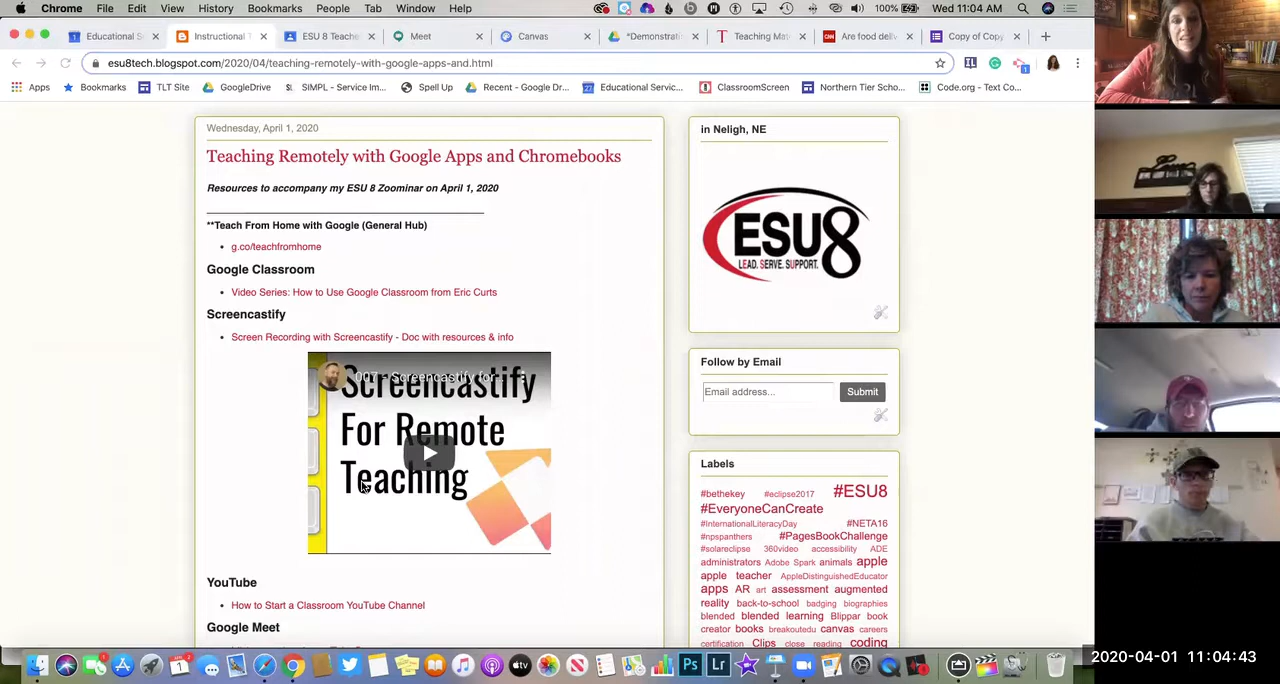 Chrome File Edit View History Bookmarks People Tab Window Help 100% Wed 11:04 AM
Educational S Instructional ESU 8 Teache Meet Canvas *Demonstrati Teaching Mat Are food deli Copy of Copy
esu8tech.blogspot.com/2020/04/teaching-remotely-with-google-apps-and.html
Apps Bookmarks TLT Site GoogleDrive SIMPL - Service Im... Spell Up Recent - Google Dr... Educational Servic... ClassroomScreen Northern Tier Scho... Code.org - Text Co...
Wednesday, April 1, 2020
Teaching Remotely with Google Apps and Chromebooks
Resources to accompany my ESU 8 Zoominar on April 1, 2020
**Teach From Home with Google (General Hub)
g.co/teachfromhome
Google Classroom
Video Series: How to Use Google Classroom from Eric Curts
Screencastify
Screen Recording with Screencastify - Doc with resources & info
007 - Screencastify for...
Screencastify
For Remote
Teaching
YouTube
How to Start a Classroom YouTube Channel
Google Meet
in Neligh, NE
ESU8
LEAD. SERVE. SUPPORT.
Follow by Email
Email address... Submit
Labels
#bethekey #eclipse2017 #ESU8
#EveryoneCanCreate
#InternationalLiteracyDay #NETA16
#npspanthers #PagesBookChallenge
#solareclipse 360video accessibility ADE
administrators Adobe Spark animals apple
apple teacher AppleDistinguishedEducator
apps AR art assessment augmented
reality back-to-school badging biographies
blended blended learning Blippar book
creator books breakoutedu canvas careers
certification Clips close reading coding
2020-04-01 11:04:43